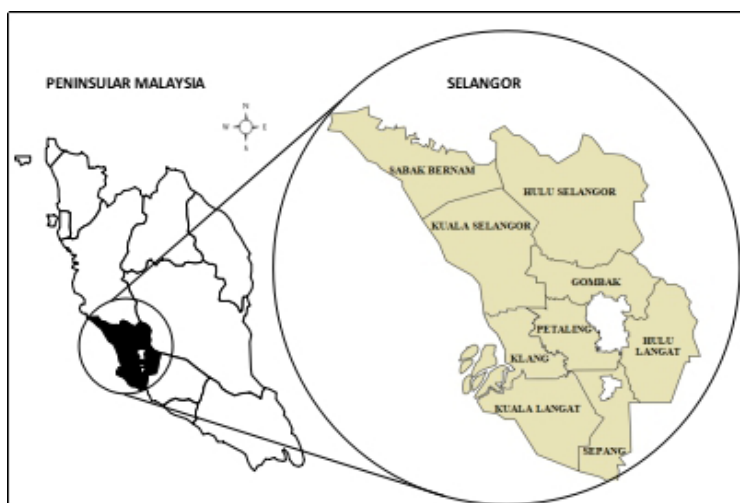 PENINSULAR MALAYSIA
SELANGOR
N
W E
SABAK BERNAM
HULU SELANGOR
KUALA SELANGOR
GOMBAK
PETALING
HULU
LANGAT
KLANG
KUALA LANGAT
SEPANG